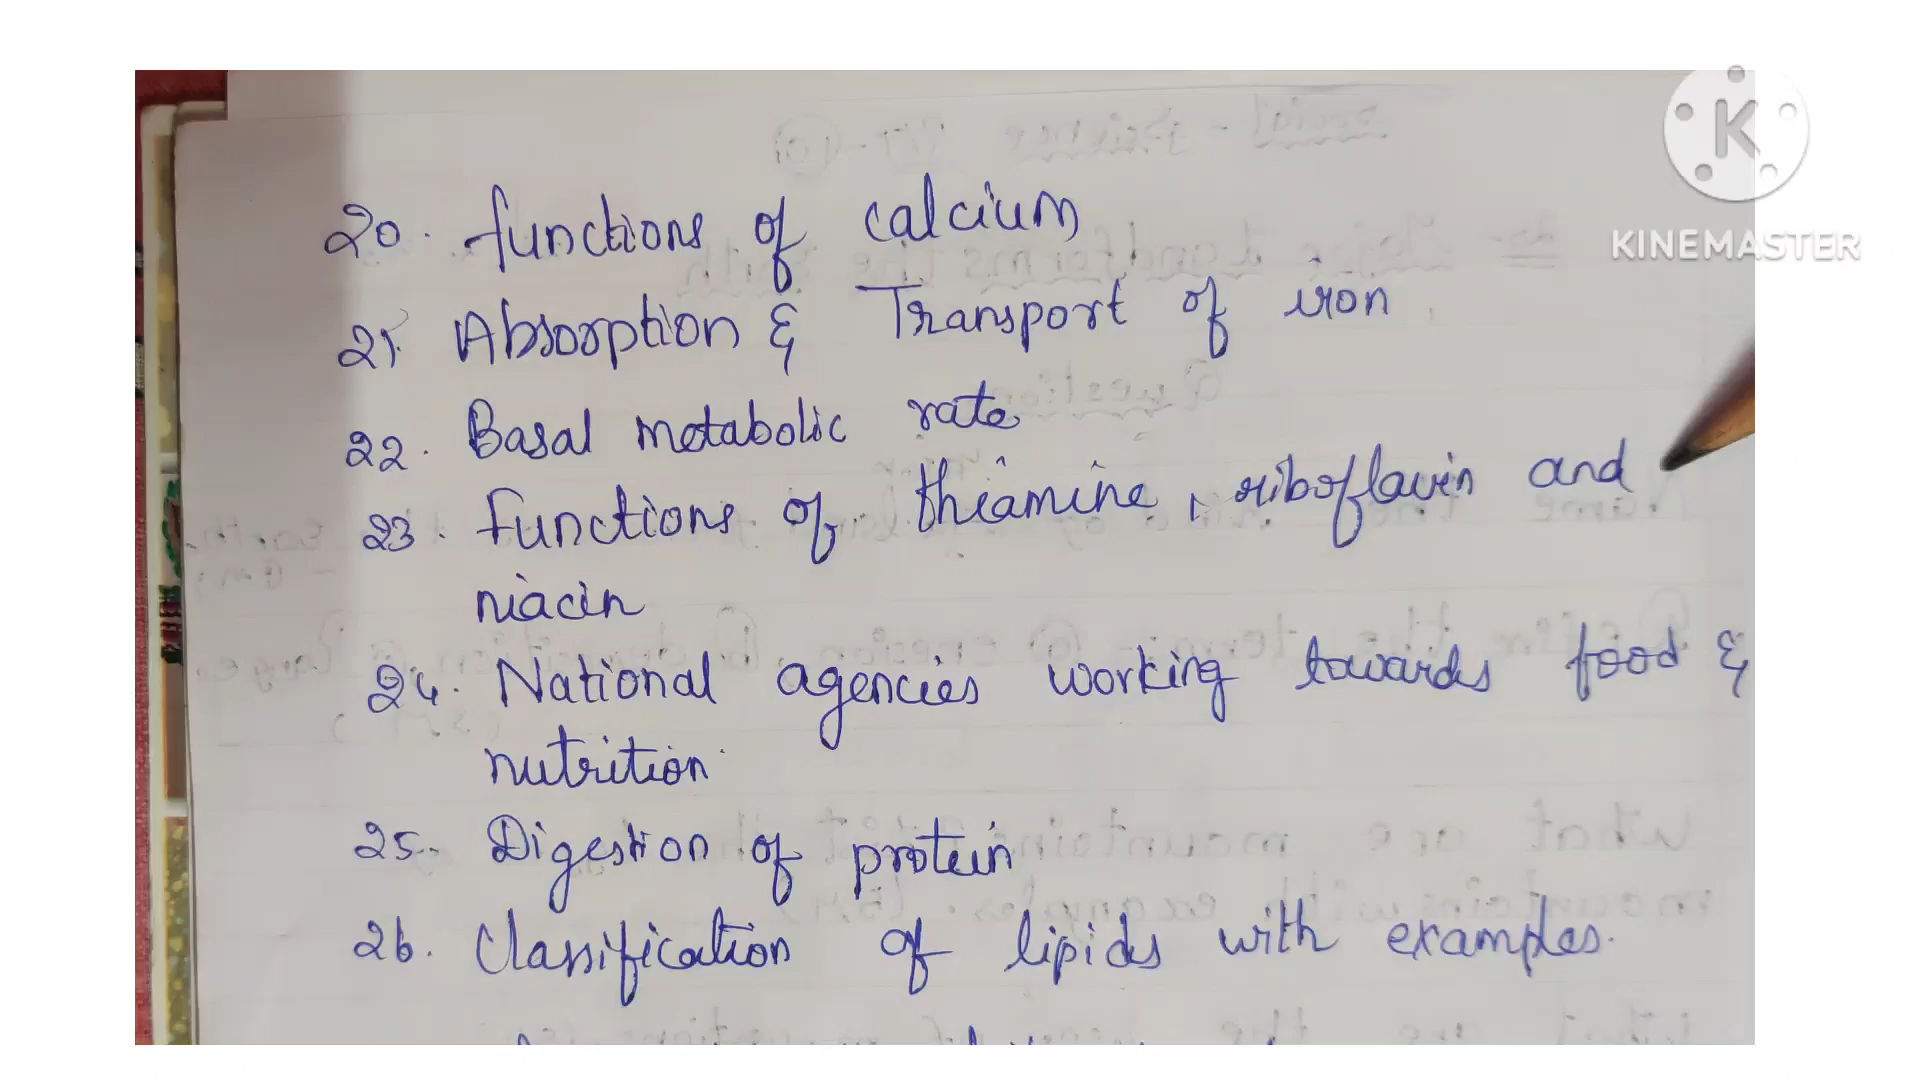 20. functions of calcium
21. Absorption & Transport of iron
22. Basal metabolic rate
23. Functions of thiamine, riboflavin and
niacin
24. National agencies working towards food &
nutrition
25. Digestion of protein
26. Classification of lipids with examples.
K
KINEMASTER